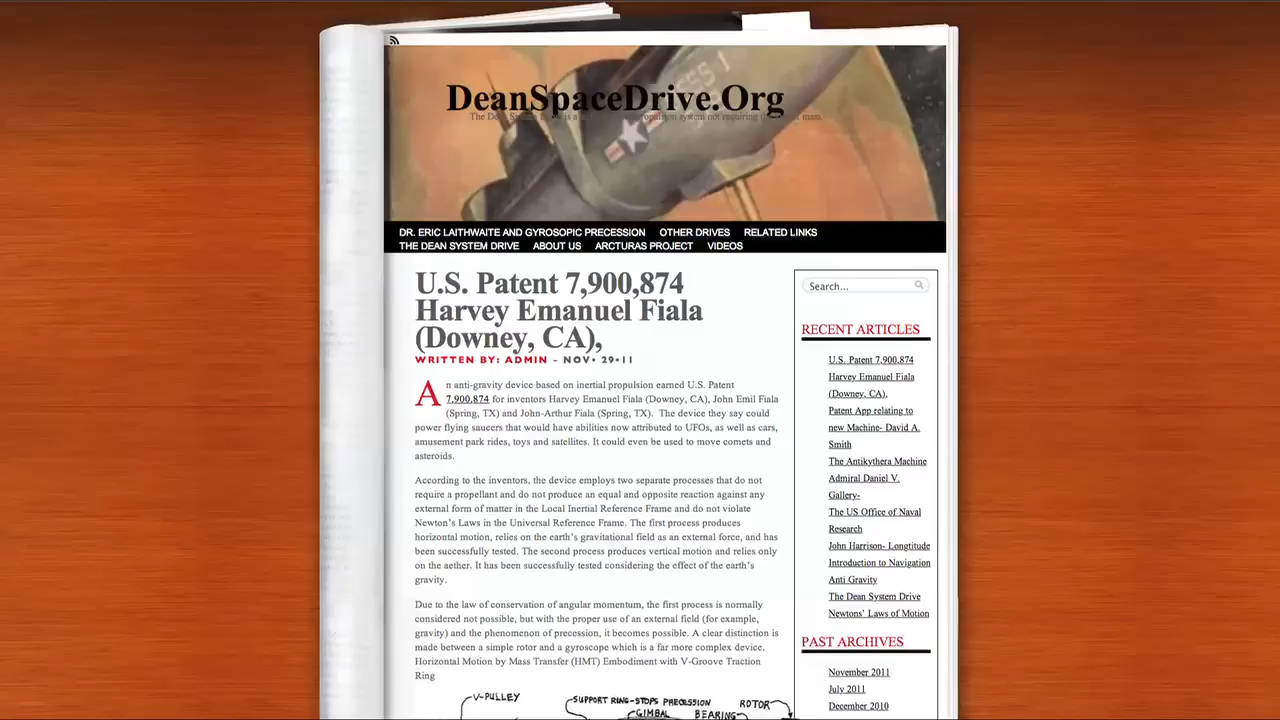 DeanSpaceDrive.Org
The De
is a
opulsion system not requiring the
of mass.
DR. ERIC LAITHWAITE AND GYROSOPIC PRECESSION OTHER DRIVES RELATED LINKS
THE DEAN SYSTEM DRIVE ABOUT US ARCTURAS PROJECT VIDEOS
U.S. Patent 7,900,874
Harvey Emanuel Fiala
(Downey, CA),
WRITTEN BY: ADMIN - NOV• 29•11
An anti-gravity device based on inertial propulsion earned U.S. Patent
7,900,874 for inventors Harvey Emanuel Fiala (Downey, CA), John Emil Fiala
(Spring, TX) and John-Arthur Fiala (Spring, TX). The device they say could
power flying saucers that would have abilities now attributed to UFOs, as well as cars,
amusement park rides, toys and satellites. It could even be used to move comets and
asteroids.
According to the inventors, the device employs two separate processes that do not
require a propellant and do not produce an equal and opposite reaction against any
external form of matter in the Local Inertial Reference Frame and do not violate
Newton's Laws in the Universal Reference Frame. The first process produces
horizontal motion, relies on the earth's gravitational field as an external force, and has
been successfully tested. The second process produces vertical motion and relies only
on the aether. It has been successfully tested considering the effect of the earth's
gravity.
Due to the law of conservation of angular momentum, the first process is normally
considered not possible, but with the proper use of an external field (for example,
gravity) and the phenomenon of precession, it becomes possible. A clear distinction is
made between a simple rotor and a gyroscope which is a far more complex device.
Horizontal Motion by Mass Transfer (HMT) Embodiment with V-Groove Traction
Ring
V-PULLEY
SUPPORT RING-STOPS PRECESSION
ROTOR
GIMBAL
BEARING
Search...
RECENT ARTICLES
U.S. Patent 7,900,874
Harvey Emanuel Fiala
(Downey, CA),
Patent App relating to
new Machine- David A.
Smith
The Antikythera Machine
Admiral Daniel V.
Gallery-
The US Office of Naval
Research
John Harrison- Longtitude
Introduction to Navigation
Anti Gravity
The Dean System Drive
Newtons' Laws of Motion
PAST ARCHIVES
November 2011
July 2011
December 2010